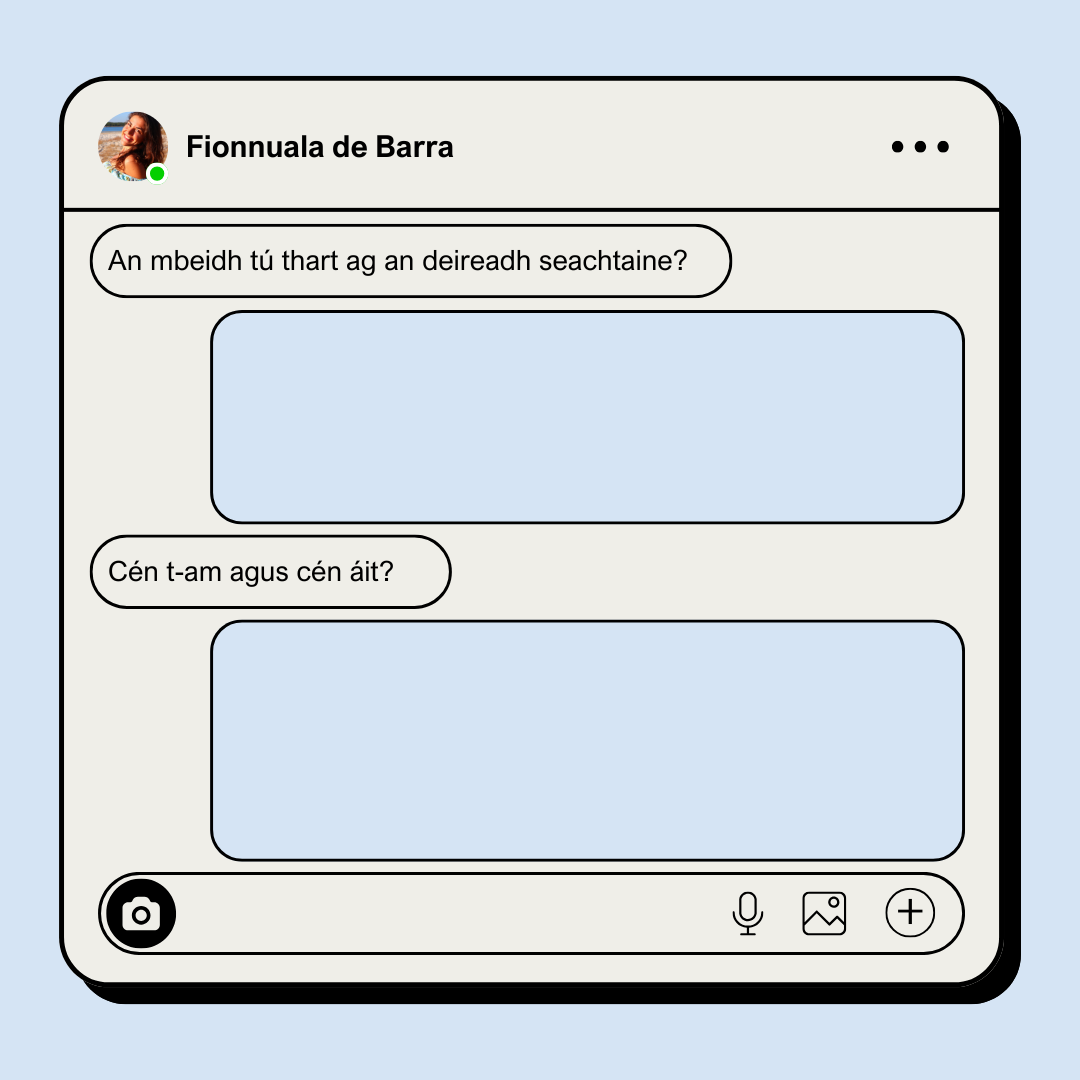 Fionnuala de Barra
An mbeidh tú thart ag an deireadh seachtaine?
Cén t-am agus cén áit?